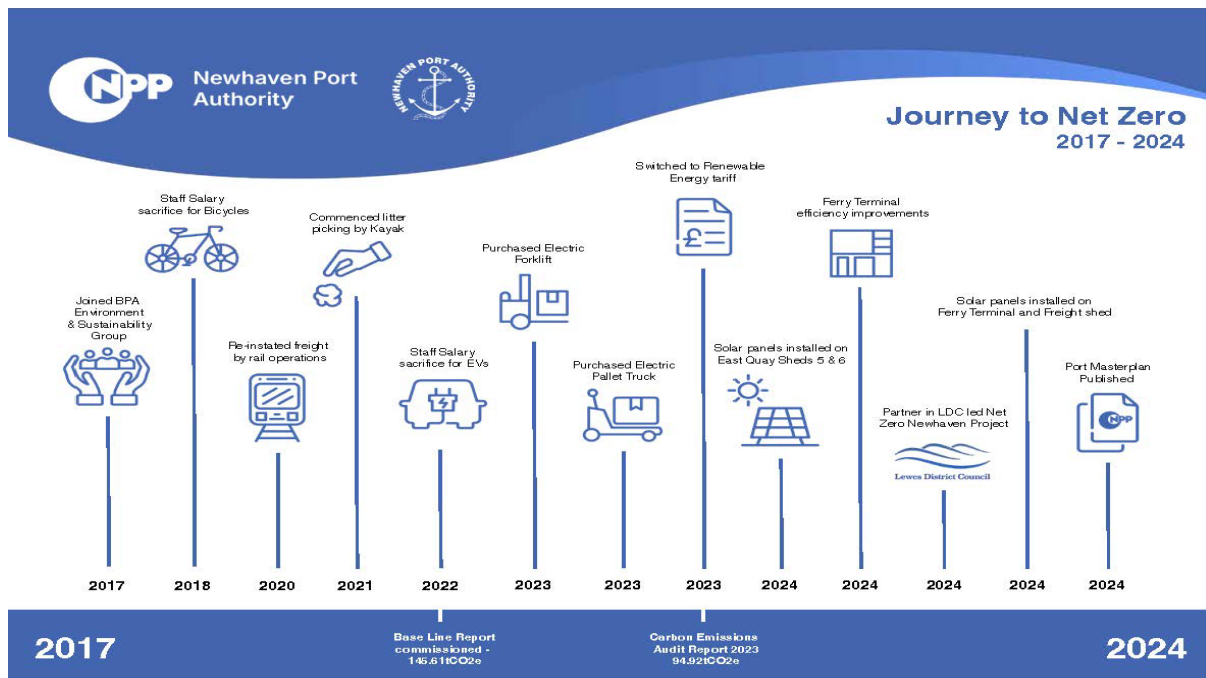 NPP
Newhaven Port
Authority
NEWHAVEN PORT AUTHORITY
Journey to Net Zero
2017 - 2024
Joined BPA
Environment
& Sustainability
Group
Staff Salary
sacrifice for Bicycles
Re-instated freight
by rail operations
Commenced litter
picking by Kayak
Staff Salary
sacrifice for EVs
Purchased Electric
Forklift
Purchased Electric
Pallet Truck
Switched to Renewable
Energy tariff
£
Solar panels installed on
East Quay Sheds 5 & 6
Ferry Terminal
efficiency improvements
Partner in LDC led Net
Zero Newhaven Project
Lewes District Council
Solar panels installed on
Ferry Terminal and Freight shed
Port Masterplan
Published
NPP
2017
2018
2020
2021
2022
2023
2023
2023
2024
2024
2024
2024
2024
2017
Base Line Report
commissioned -
145.61tCO2e
Carbon Emissions
Audit Report 2023
94.92tCO2e
2024